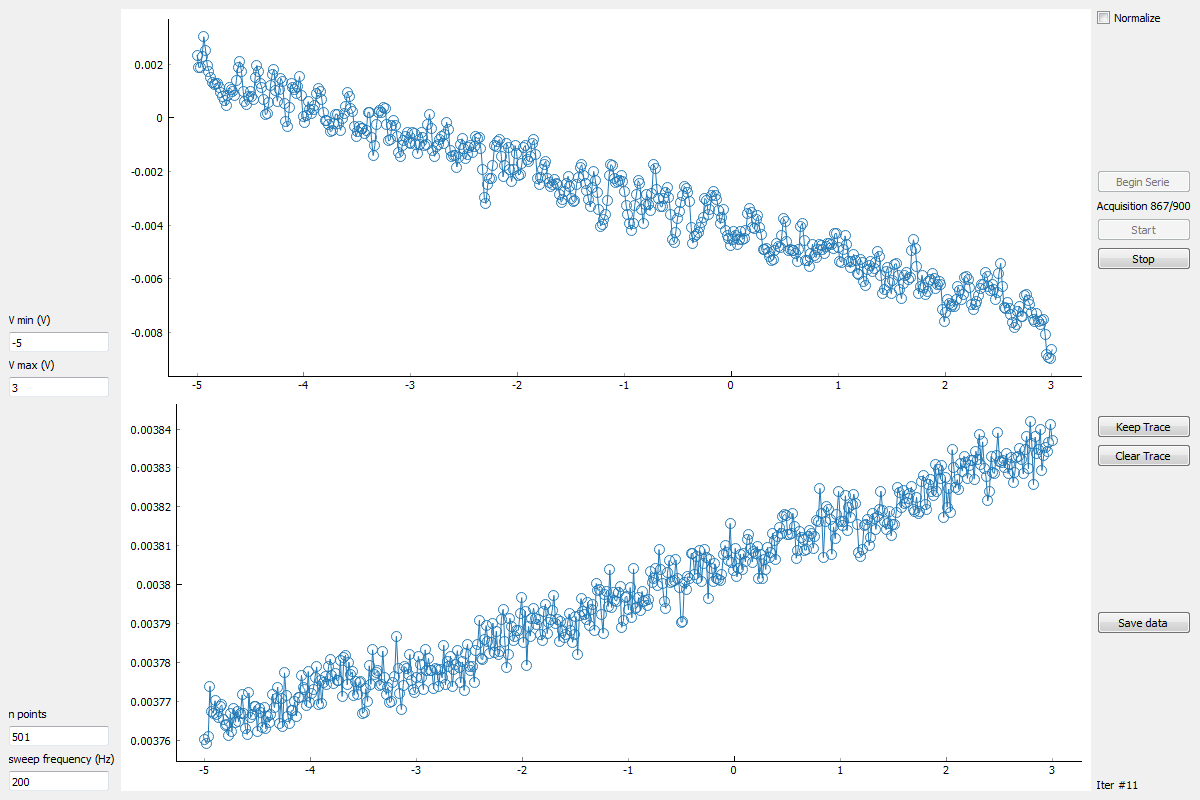 Normalize
0.002
0
-0.002
-0.004
-0.006
-0.008
-5
-4
-3
-2
-1
0
1
2
3
Begin Serie
Acquisition 867/900
Start
Stop
V min (V)
-5
V max (V)
3
0.00384
0.00383
0.00382
0.00381
0.0038
0.00379
0.00378
0.00377
0.00376
-5
-4
-3
-2
-1
0
1
2
3
Keep Trace
Clear Trace
Save data
n points
501
sweep frequency (Hz)
200
Iter #11